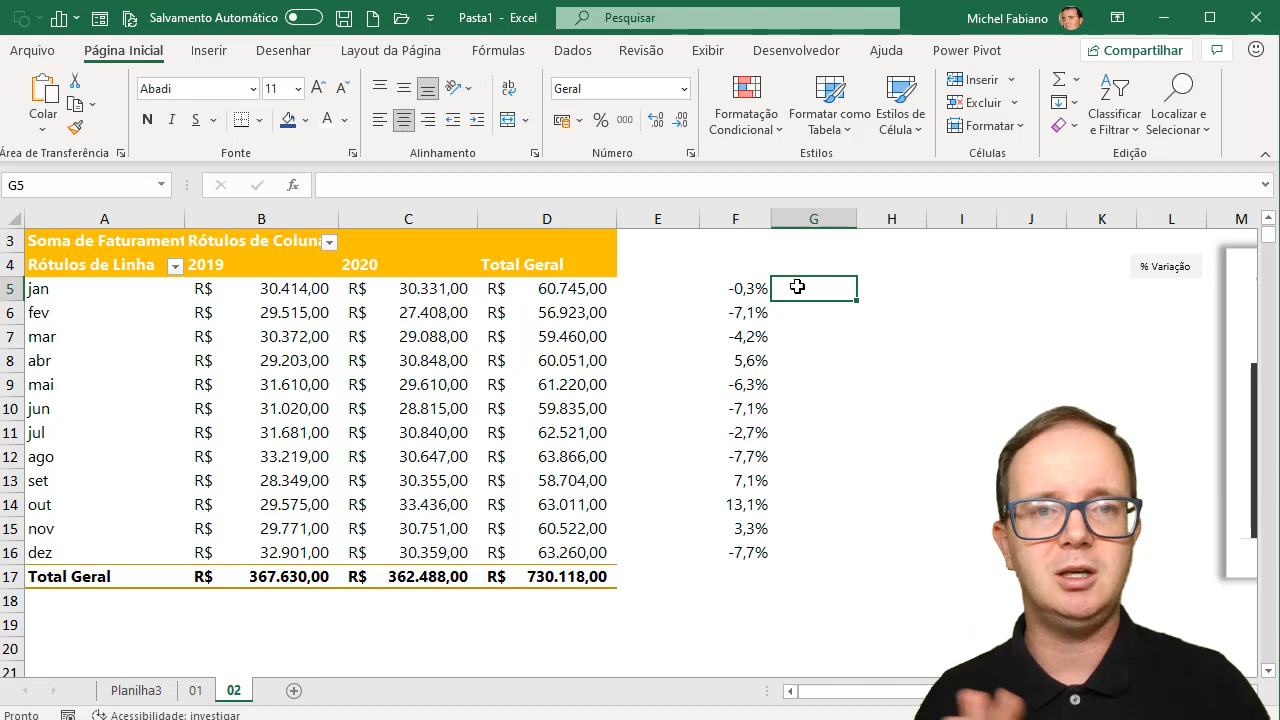 Salvamento Automático
Pasta1 - Excel
Pesquisar
Michel Fabiano
Arquivo Página Inicial Inserir Desenhar Layout da Página Fórmulas Dados Revisão Exibir Desenvolvedor Ajuda Power Pivot Compartilhar
Colar
Abadi 11
N I S
Geral
% 000
Formatação Condicional
Formatar como Tabela
Estilos de Célula
Inserir
Excluir
Formatar
Classificar e Filtrar
Localizar e Selecionar
Área de Transferência Fonte Alinhamento Número Estilos Células Edição
G5 fx
A B C D E F G H I J K L M
3 Soma de Faturament Rótulos de Coluna
4 Rótulos de Linha 2019 2020 Total Geral
% Variação
5 jan R$ 30.414,00 R$ 30.331,00 R$ 60.745,00 -0,3%
6 fev R$ 29.515,00 R$ 27.408,00 R$ 56.923,00 -7,1%
7 mar R$ 30.372,00 R$ 29.088,00 R$ 59.460,00 -4,2%
8 abr R$ 29.203,00 R$ 30.848,00 R$ 60.051,00 5,6%
9 mai R$ 31.610,00 R$ 29.610,00 R$ 61.220,00 -6,3%
10 jun R$ 31.020,00 R$ 28.815,00 R$ 59.835,00 -7,1%
11 jul R$ 31.681,00 R$ 30.840,00 R$ 62.521,00 -2,7%
12 ago R$ 33.219,00 R$ 30.647,00 R$ 63.866,00 -7,7%
13 set R$ 28.349,00 R$ 30.355,00 R$ 58.704,00 7,1%
14 out R$ 29.575,00 R$ 33.436,00 R$ 63.011,00 13,1%
15 nov R$ 29.771,00 R$ 30.751,00 R$ 60.522,00 3,3%
16 dez R$ 32.901,00 R$ 30.359,00 R$ 63.260,00 -7,7%
17 Total Geral R$ 367.630,00 R$ 362.488,00 R$ 730.118,00
18
19
20
21
Planilha3 01 02
Pronto Acessibilidade: investigar